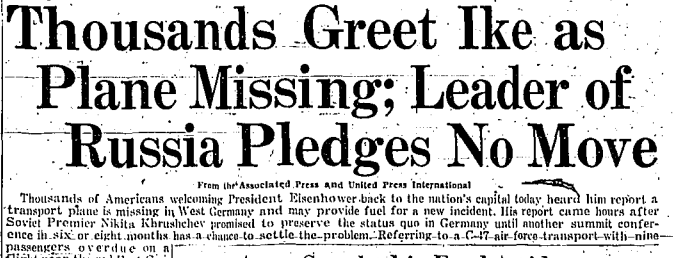 Thousands Greet Ike as
Plane Missing; Leader of
Russia Pledges No Move
From the Associated Press and United Press International
Thousands of Americans welcoming President Eisenhower back to the nation's capital today heard him report a
transport plane is missing in West Germany and may provide fuel for a new incident. His report came hours after
Soviet Premier Nikita Khrushchev promised to preserve the status quo in Germany until another summit confer-
ence in six or eight months has a chance to settle the problem. Referring to a C-47 air force transport with nine
passengers overdue on a